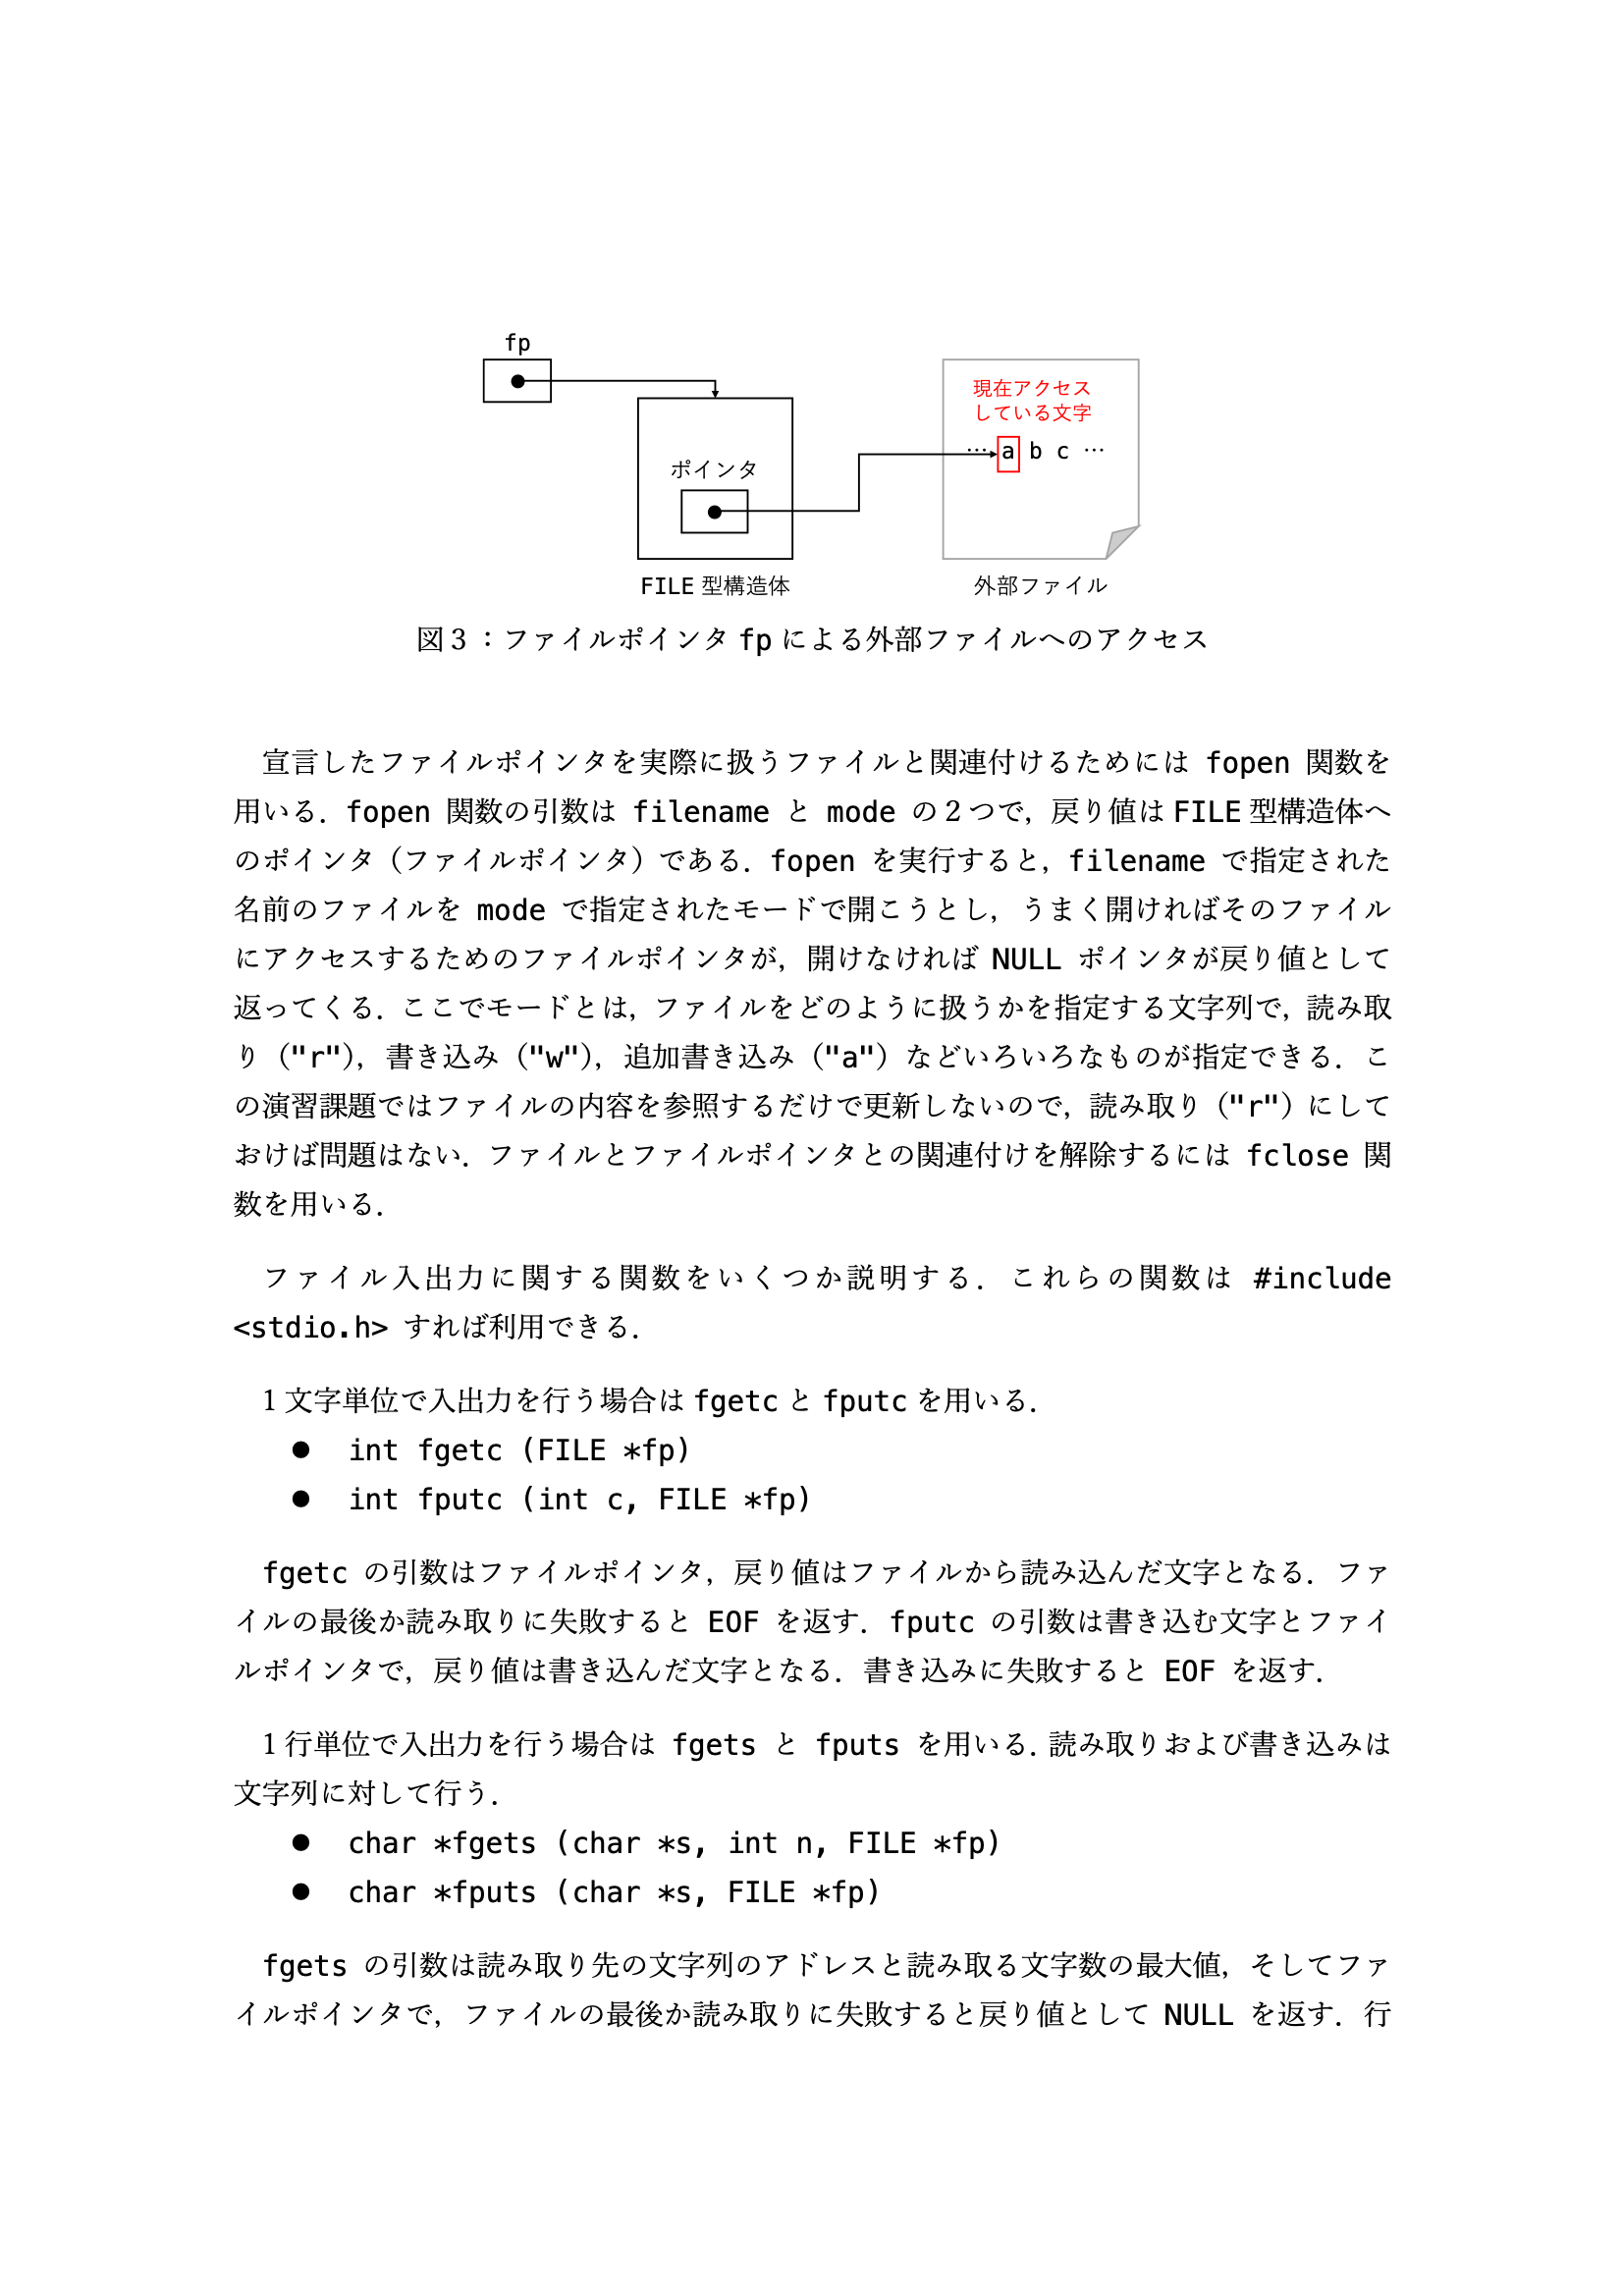 fp
現在アクセス
している文字
… a b c …
ポインタ
FILE 型構造体
外部ファイル
図３：ファイルポインタ fp による外部ファイルへのアクセス
宣言したファイルポインタを実際に扱うファイルと関連付けるためには fopen 関数を
用いる．fopen 関数の引数は filename と mode の２つで，戻り値は FILE 型構造体へ
のポインタ（ファイルポインタ）である．fopen を実行すると，filename で指定された
名前のファイルを mode で指定されたモードで開こうとし，うまく開ければそのファイル
にアクセスするためのファイルポインタが，開けなければ NULL ポインタが戻り値として
返ってくる．ここでモードとは，ファイルをどのように扱うかを指定する文字列で，読み取
り（"r"），書き込み（"w"），追加書き込み（"a"）などいろいろなものが指定できる．こ
の演習課題ではファイルの内容を参照するだけで更新しないので，読み取り（"r"）にして
おけば問題はない．ファイルとファイルポインタとの関連付けを解除するには fclose 関
数を用いる．
ファイル入出力に関する関数をいくつか説明する．これらの関数は #include
<stdio.h> すれば利用できる．
1 文字単位で入出力を行う場合は fgetc と fputc を用いる．
● int fgetc (FILE *fp)
● int fputc (int c, FILE *fp)
fgetc の引数はファイルポインタ，戻り値はファイルから読み込んだ文字となる．ファ
イルの最後か読み取りに失敗すると EOF を返す．fputc の引数は書き込む文字とファイ
ルポインタで，戻り値は書き込んだ文字となる．書き込みに失敗すると EOF を返す．
1 行単位で入出力を行う場合は fgets と fputs を用いる．読み取りおよび書き込みは
文字列に対して行う．
● char *fgets (char *s, int n, FILE *fp)
● char *fputs (char *s, FILE *fp)
fgets の引数は読み取り先の文字列のアドレスと読み取る文字数の最大値，そしてファ
イルポインタで，ファイルの最後か読み取りに失敗すると戻り値として NULL を返す．行